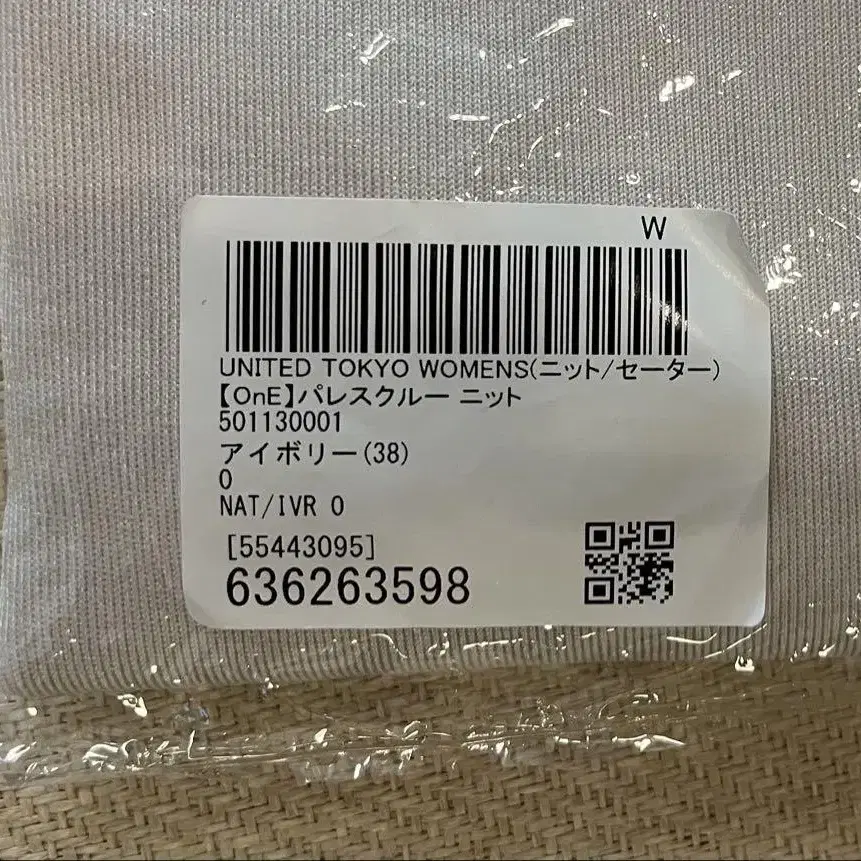 W
UNITED TOKYO WOMENS(ニット/セーター)
【OnE】パレスクルー ニット
501130001
アイボリー(38)
0
NAT/IVR 0
[55443095]
636263598